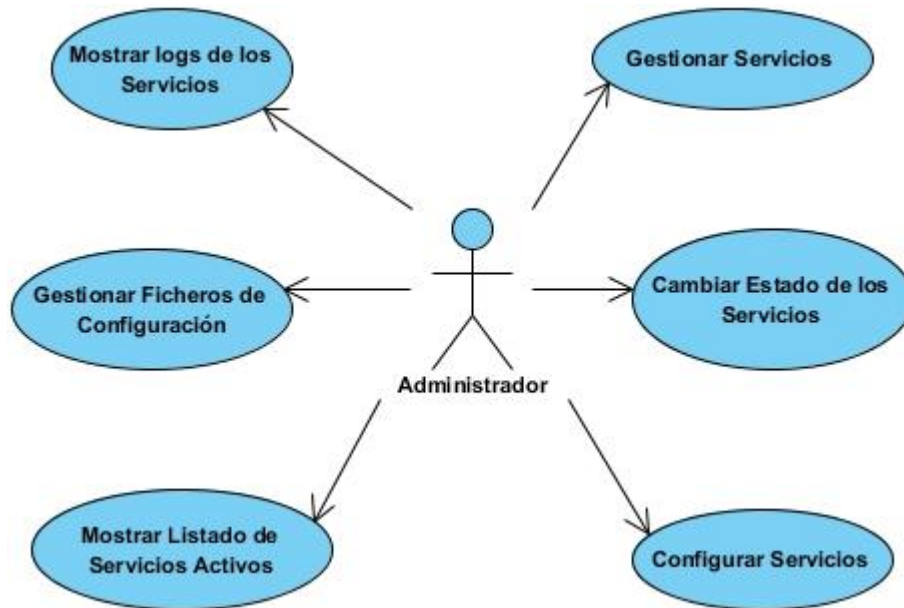 Mostrar logs de los
Servicios
Gestionar Servicios
Gestionar Ficheros de
Configuración
Cambiar Estado de los
Servicios
Administrador
Mostrar Listado de
Servicios Activos
Configurar Servicios